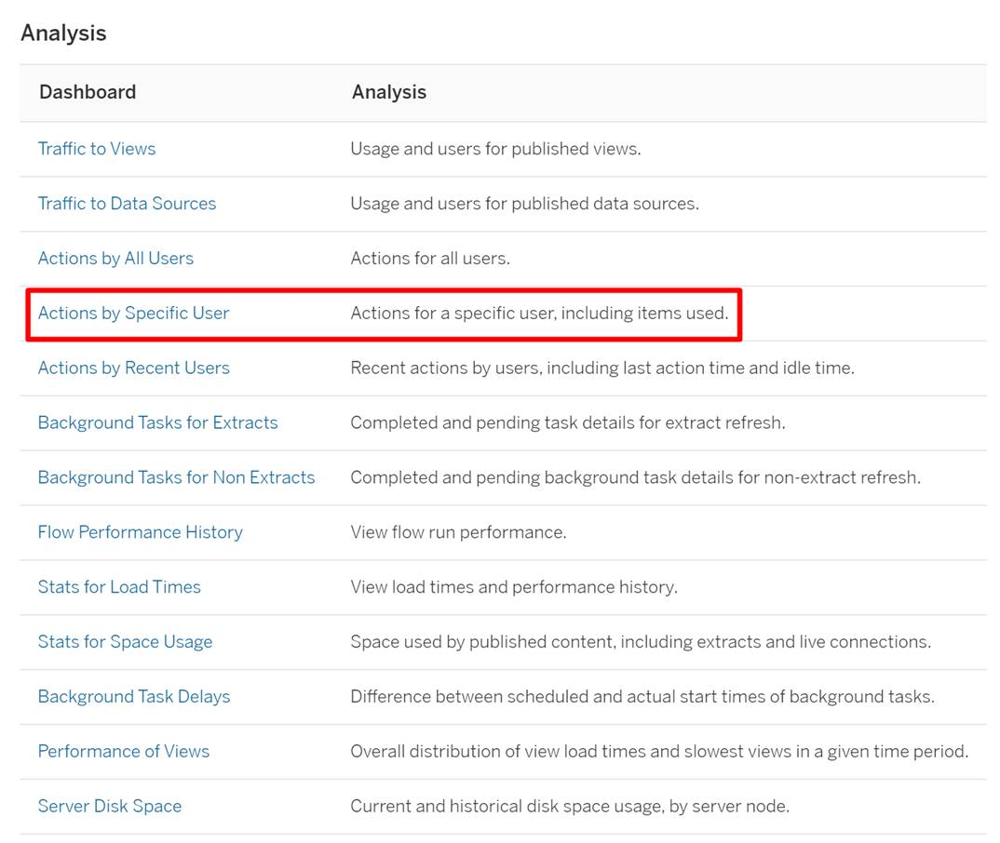 Analysis
Dashboard Analysis
Traffic to Views Usage and users for published views.
Traffic to Data Sources Usage and users for published data sources.
Actions by All Users Actions for all users.
Actions by Specific User Actions for a specific user, including items used.
Actions by Recent Users Recent actions by users, including last action time and idle time.
Background Tasks for Extracts Completed and pending task details for extract refresh.
Background Tasks for Non Extracts Completed and pending background task details for non-extract refresh.
Flow Performance History View flow run performance.
Stats for Load Times View load times and performance history.
Stats for Space Usage Space used by published content, including extracts and live connections.
Background Task Delays Difference between scheduled and actual start times of background tasks.
Performance of Views Overall distribution of view load times and slowest views in a given time period.
Server Disk Space Current and historical disk space usage, by server node.